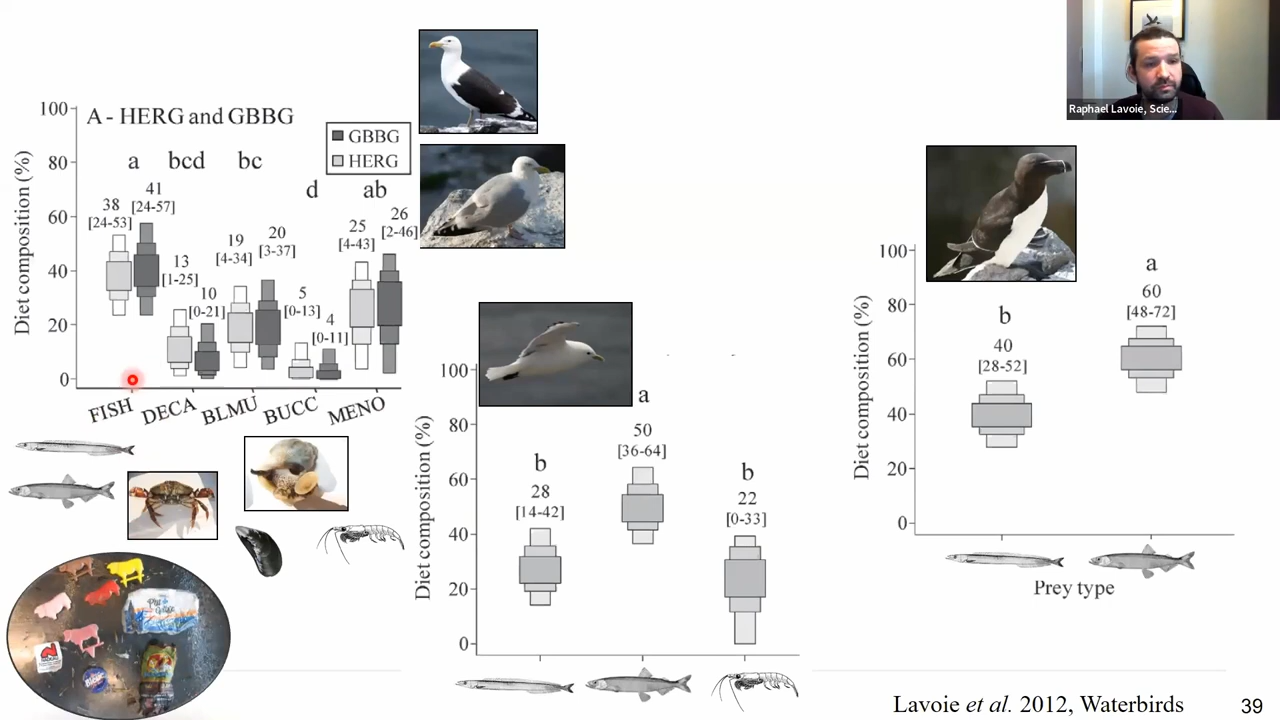 Raphael Lavoie, Scie...
A - HERG and GBBG
GBBG
HERG
Diet composition (%)
100
80
60
40
20
0
a
bcd
bc
d
ab
38
[24-53]
41
[24-57]
13
[1-25]
10
[0-21]
19
[4-34]
20
[3-37]
5
[0-13]
4
[0-11]
25
[4-43]
26
[2-46]
FISH
DECA
BLMU
BUCC
MENO
Diet composition (%)
100
80
60
40
20
0
b
28
[14-42]
a
50
[36-64]
b
22
[0-33]
Diet composition (%)
100
80
60
40
20
0
b
40
[28-52]
a
60
[48-72]
Prey type
Lavoie et al. 2012, Waterbirds
39